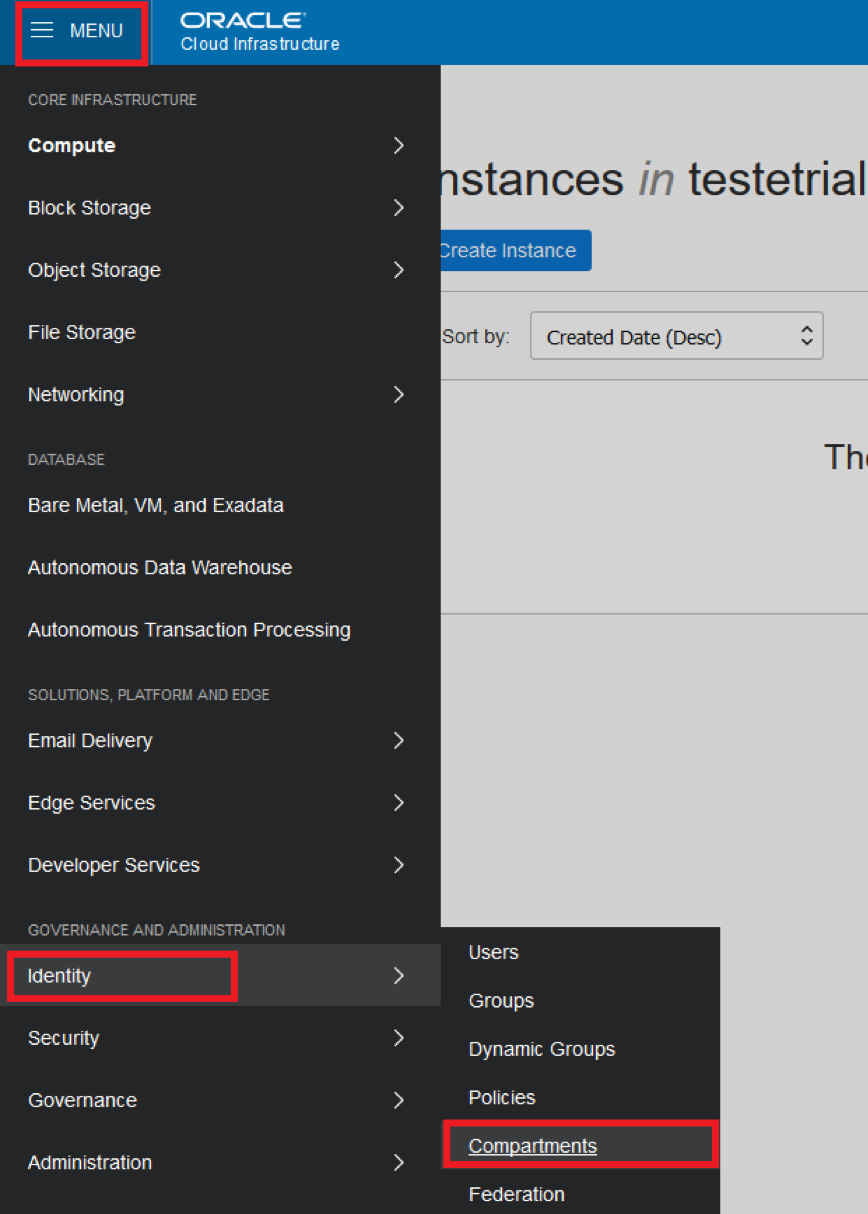 MENU
ORACLE
Cloud Infrastructure
CORE INFRASTRUCTURE
Compute
Block Storage
Object Storage
File Storage
Networking
DATABASE
Bare Metal, VM, and Exadata
Autonomous Data Warehouse
Autonomous Transaction Processing
SOLUTIONS, PLATFORM AND EDGE
Email Delivery
Edge Services
Developer Services
GOVERNANCE AND ADMINISTRATION
Identity
Security
Governance
Administration
Users
Groups
Dynamic Groups
Policies
Compartments
Federation
nstances in testetrial
Create Instance
Sort by:
Created Date (Desc)